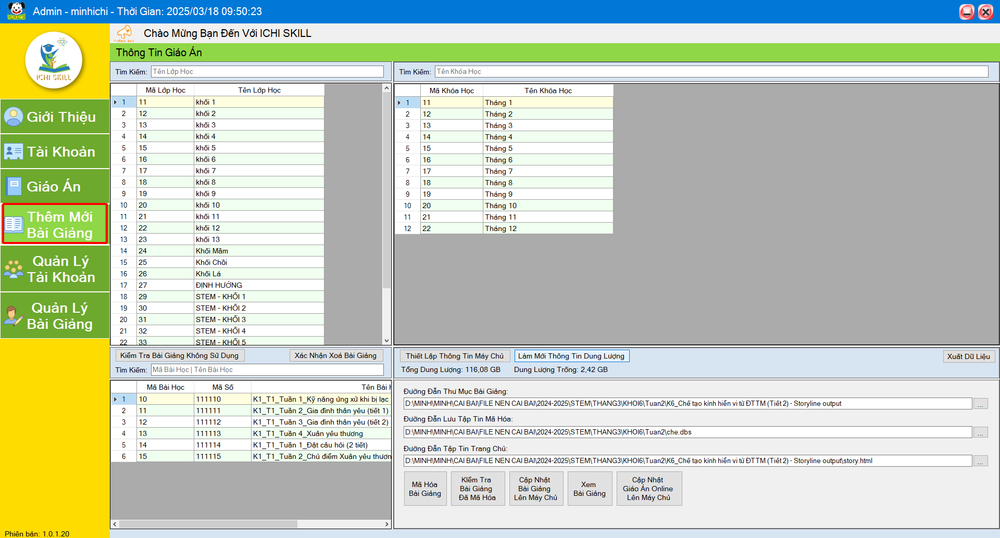 Admin - minhichi - Thời Gian: 2025/03/18 09:50:23
ICHI SKILL
THÔNG BÁO
Chào Mừng Bạn Đến Với ICHI SKILL
Thông Tin Giáo Án
Giới Thiệu
Tài Khoản
Giáo Án
Thêm Mới
Bài Giảng
Quản Lý
Tải Khoản
Quản Lý
Bài Giảng
Phiên bản: 1.0.1.20
Tìm Kiếm: Tên Lớp Học
Mã Lớp Học Tên Lớp Học
1 11 khối 1
2 12 khối 2
3 13 khối 3
4 14 khối 4
5 15 khối 5
6 16 khối 6
7 17 khối 7
8 18 khối 8
9 19 khối 9
10 20 khối 10
11 21 khối 11
12 22 khối 12
13 23 khối 13
14 24 Khối Mầm
15 25 Khối Chồi
16 26 Khối Lá
17 27 ĐỊNH HƯỚNG
18 29 STEM - KHỐI 1
19 30 STEM - KHỐI 2
20 31 STEM - KHỐI 3
21 32 STEM - KHỐI 4
22 33 STEM - KHỐI 5
Tìm Kiếm: Tên Khóa Học
Mã Khóa Học Tên Khóa Học
1 11 Tháng 1
2 12 Tháng 2
3 13 Tháng 3
4 14 Tháng 4
5 15 Tháng 5
6 16 Tháng 6
7 17 Tháng 7
8 18 Tháng 8
9 19 Tháng 9
10 20 Tháng 10
11 21 Tháng 11
12 22 Tháng 12
Kiểm Tra Bài Giảng Không Sử Dụng Xác Nhận Xoá Bài Giảng
Tìm Kiếm: Mã Bài Học | Tên Bài Học
Mã Bài Học Mã Số Tên Bài H
1 10 111110 K1_T1_Tuần 1_Kỹ năng ứng xử khi bị lạc
2 11 111111 K1_T1_Tuần 2_Gia đình thân yêu (tiết 1)
3 12 111112 K1_T1_Tuần 3_Gia đình thân yêu (tiết 2)
4 13 111113 K1_T1_Tuần 4_Xuân yêu thương
5 14 111114 K1_T1_Tuần 1_Đặt câu hỏi (2 tiết)
6 15 111115 K1_T1_Tuần 2_Chủ điểm Xuân yêu thươn
Thiết Lập Thông Tin Máy Chủ Làm Mới Thông Tin Dung Lượng Xuất Dữ Liệu
Tổng Dung Lượng: 116,08 GB Dung Lượng Trống: 2,42 GB
Đường Dẫn Thư Mục Bài Giảng:
D:\MINH\MINH\CAI BAI\FILE NEN CAI BAI\2024-2025\STEM\THANG3\KHOI6\Tuan2\K6_Chế tạo kính hiển vi từ ĐTTM (Tiết 2) - Storyline output ...
Đường Dẫn Lưu Tập Tin Mã Hóa:
D:\MINH\MINH\CAI BAI\FILE NEN CAI BAI\2024-2025\STEM\THANG3\KHOI6\Tuan2\che.dbs ...
Đường Dẫn Tập Tin Trang Chủ:
D:\MINH\MINH\CAI BAI\FILE NEN CAI BAI\2024-2025\STEM\THANG3\KHOI6\Tuan2\K6_Chế tạo kính hiển vi từ ĐTTM (Tiết 2) - Storyline output\story.html ...
Mã Hóa
Bài Giảng
KIểm Tra
Bài Giảng
Đã Mã Hóa
Cập Nhật
Bài Giảng
Lên Máy Chủ
Xem
Bài Giảng
Cập Nhật
Giáo Án Online
Lên Máy Chủ